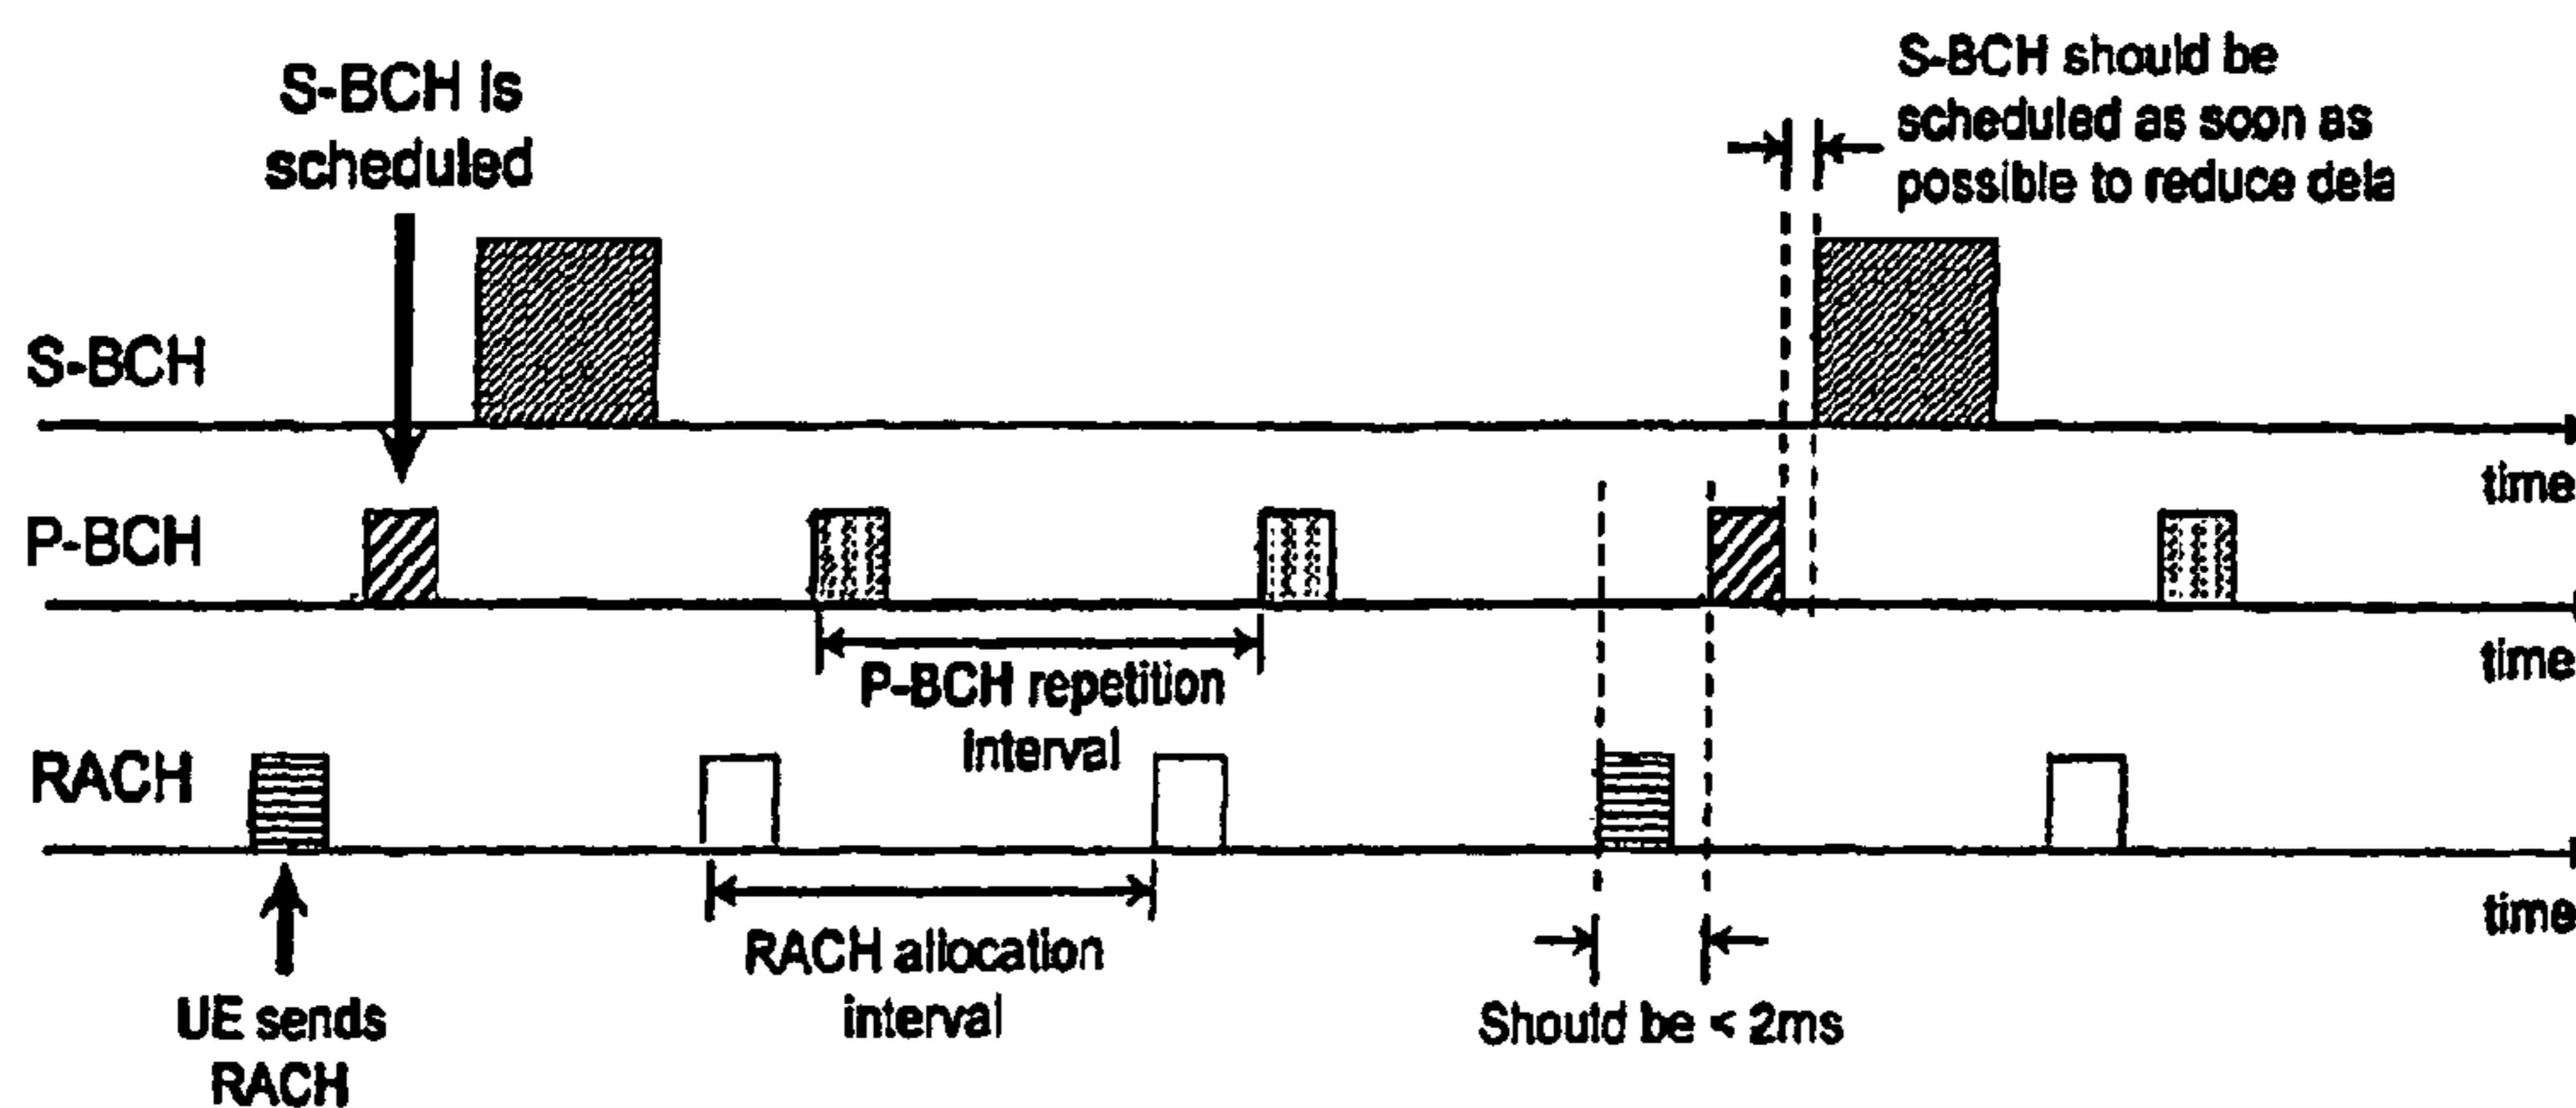 S-BCH is
scheduled
S-BCH should be
scheduled as soon as
possible to reduce dela
S-BCH
time
P-BCH
time
P-BCH repetition
interval
RACH
time
RACH allocation
interval
UE sends
RACH
Should be < 2ms